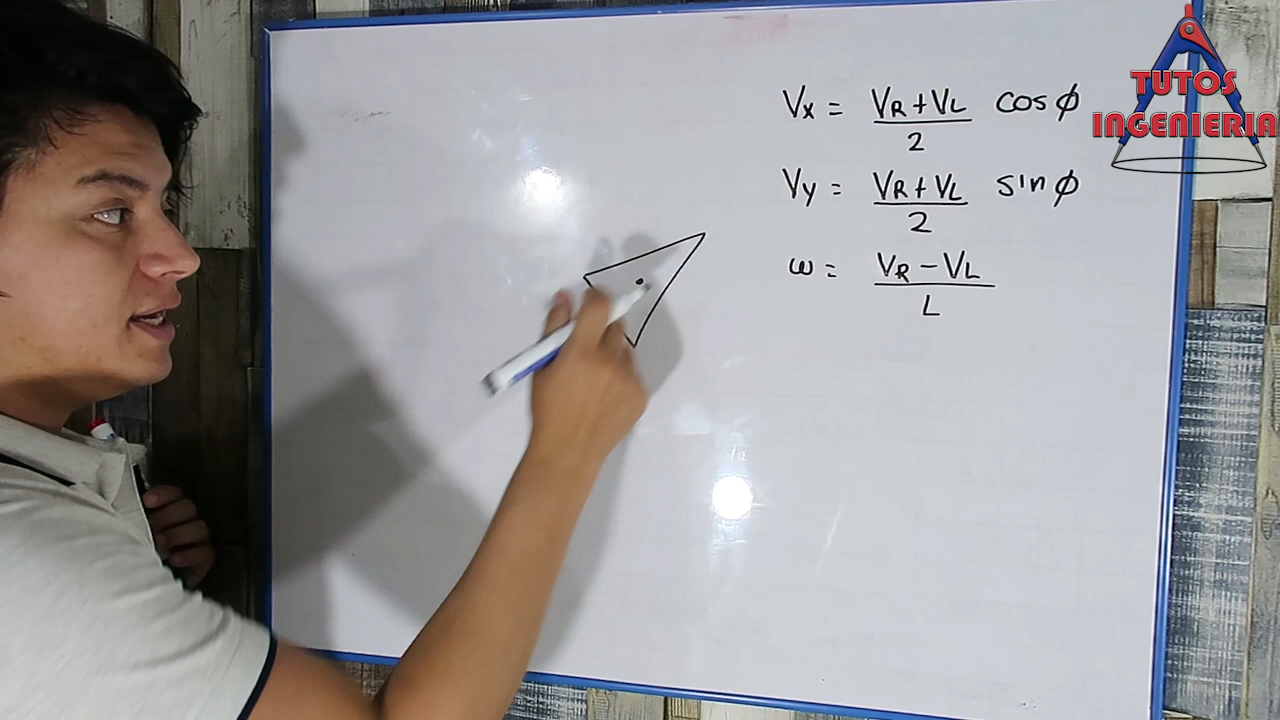 Vx = VR + VL / 2 cos ϕ
Vy = VR + VL / 2 sin ϕ
ω = VR - VL / L
TUTOS
INGENIERIA